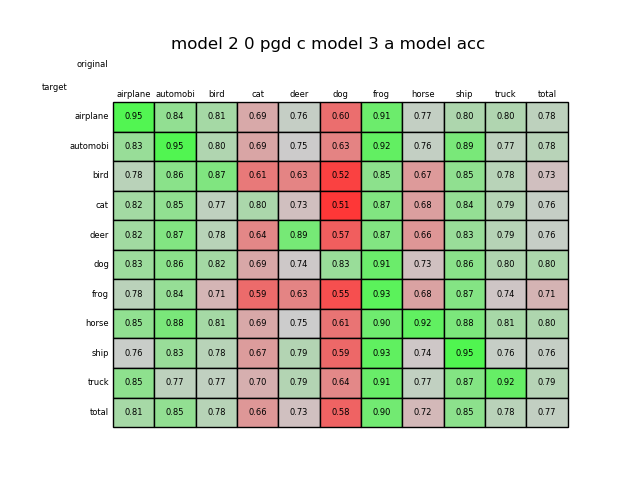 model 2 0 pgd c model 3 a model acc
original
target
airplane automobi bird cat deer dog frog horse ship truck total
airplane 0.95 0.84 0.81 0.69 0.76 0.60 0.91 0.77 0.80 0.80 0.78
automobi 0.83 0.95 0.80 0.69 0.75 0.63 0.92 0.76 0.89 0.77 0.78
bird 0.78 0.86 0.87 0.61 0.63 0.52 0.85 0.67 0.85 0.78 0.73
cat 0.82 0.85 0.77 0.80 0.73 0.51 0.87 0.68 0.84 0.79 0.76
deer 0.82 0.87 0.78 0.64 0.89 0.57 0.87 0.66 0.83 0.79 0.76
dog 0.83 0.86 0.82 0.69 0.74 0.83 0.91 0.73 0.86 0.80 0.80
frog 0.78 0.84 0.71 0.59 0.63 0.55 0.93 0.68 0.87 0.74 0.71
horse 0.85 0.88 0.81 0.69 0.75 0.61 0.90 0.92 0.88 0.81 0.80
ship 0.76 0.83 0.78 0.67 0.79 0.59 0.93 0.74 0.95 0.76 0.76
truck 0.85 0.77 0.77 0.70 0.79 0.64 0.91 0.77 0.87 0.92 0.79
total 0.81 0.85 0.78 0.66 0.73 0.58 0.90 0.72 0.85 0.78 0.77